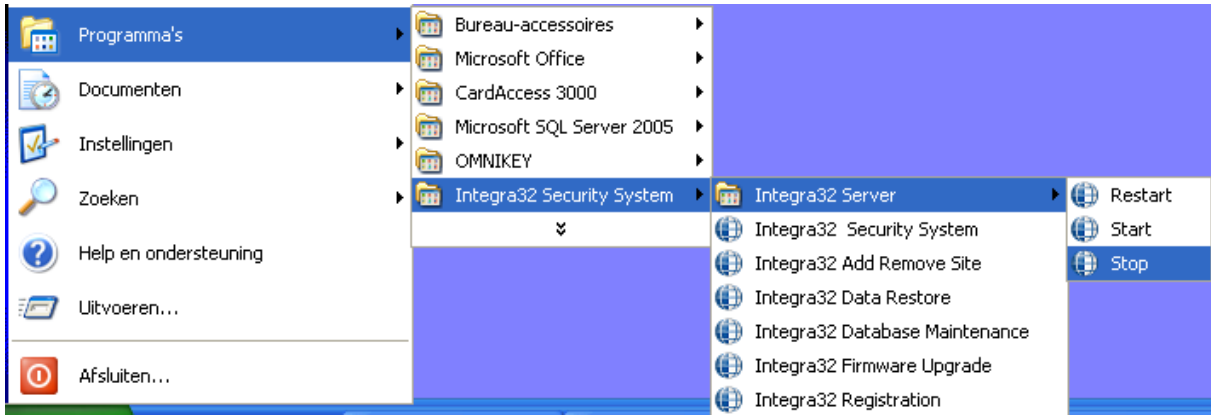 Programma's
Documenten
Instellingen
Zoeken
Help en ondersteuning
Uitvoeren...
Afsluiten...
Bureau-accessoires
Microsoft Office
CardAccess 3000
Microsoft SQL Server 2005
OMNIKEY
Integra32 Security System
Integra32 Server
Integra32  Security System
Integra32 Add Remove Site
Integra32 Data Restore
Integra32 Database Maintenance
Integra32 Firmware Upgrade
Integra32 Registration
Restart
Start
Stop